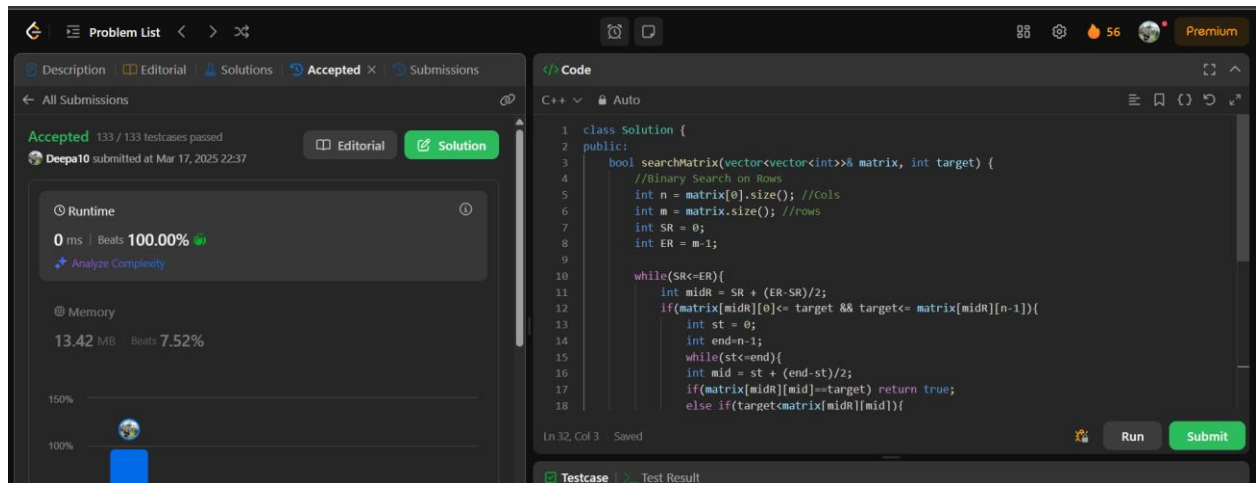 Problem List
56
Premium
Description | Editorial | Solutions | Accepted × | Submissions
← All Submissions
Accepted 133 / 133 testcases passed
Deepa10 submitted at Mar 17, 2025 22:37
Editorial
Solution
Runtime
0 ms | Beats 100.00%
Analyze Complexity
Memory
13.42 MB | Beats 7.52%
150%
100%
</> Code
C++ Auto
1 class Solution {
2 public:
3     bool searchMatrix(vector<vector<int>>& matrix, int target) {
4         //Binary Search on Rows
5         int n = matrix[0].size(); //Cols
6         int m = matrix.size(); //rows
7         int SR = 0;
8         int ER = m-1;
9
10         while(SR<=ER){
11             int midR = SR + (ER-SR)/2;
12             if(matrix[midR][0]<= target && target<= matrix[midR][n-1]){
13                 int st = 0;
14                 int end=n-1;
15                 while(st<=end){
16                 int mid = st + (end-st)/2;
17                 if(matrix[midR][mid]==target) return true;
18                 else if(target<matrix[midR][mid]){
Ln 32, Col 3 | Saved
Run
Submit
Testcase | >_ Test Result